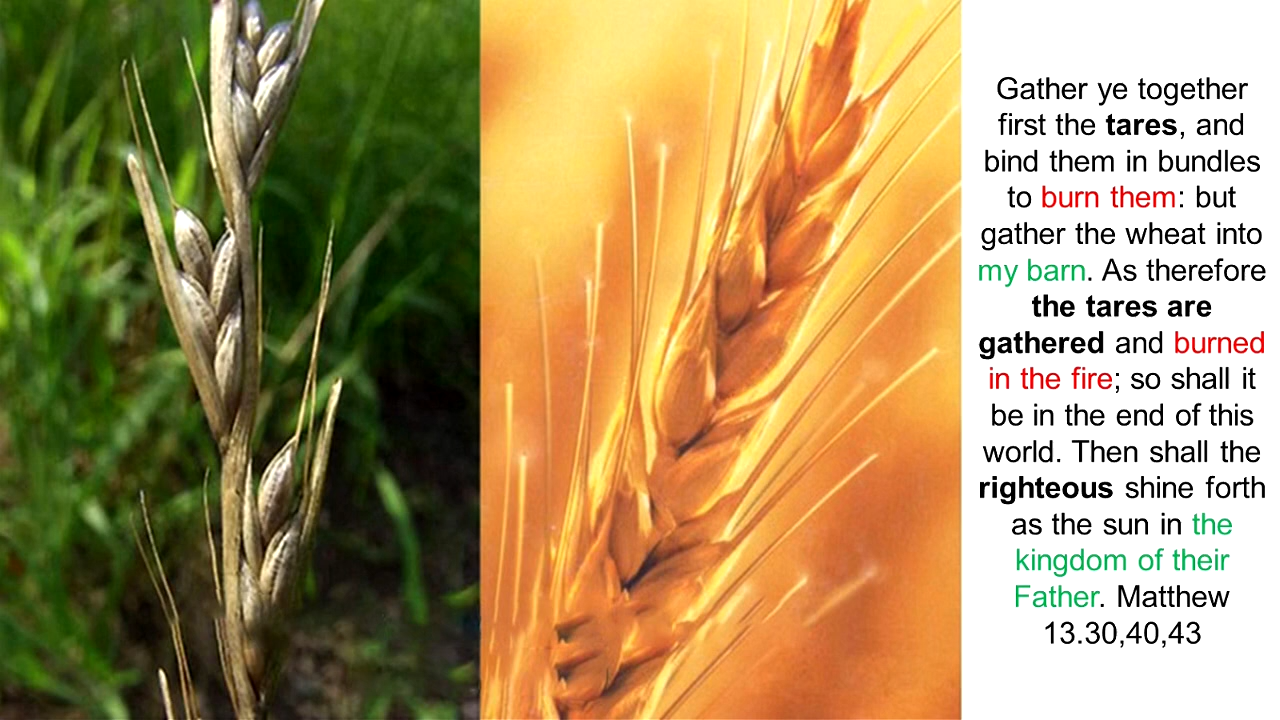 Gather ye together
first the tares, and
bind them in bundles
to burn them: but
gather the wheat into
my barn. As therefore
the tares are
gathered and burned
in the fire; so shall it
be in the end of this
world. Then shall the
righteous shine forth
as the sun in the
kingdom of their
Father. Matthew
13.30,40,43